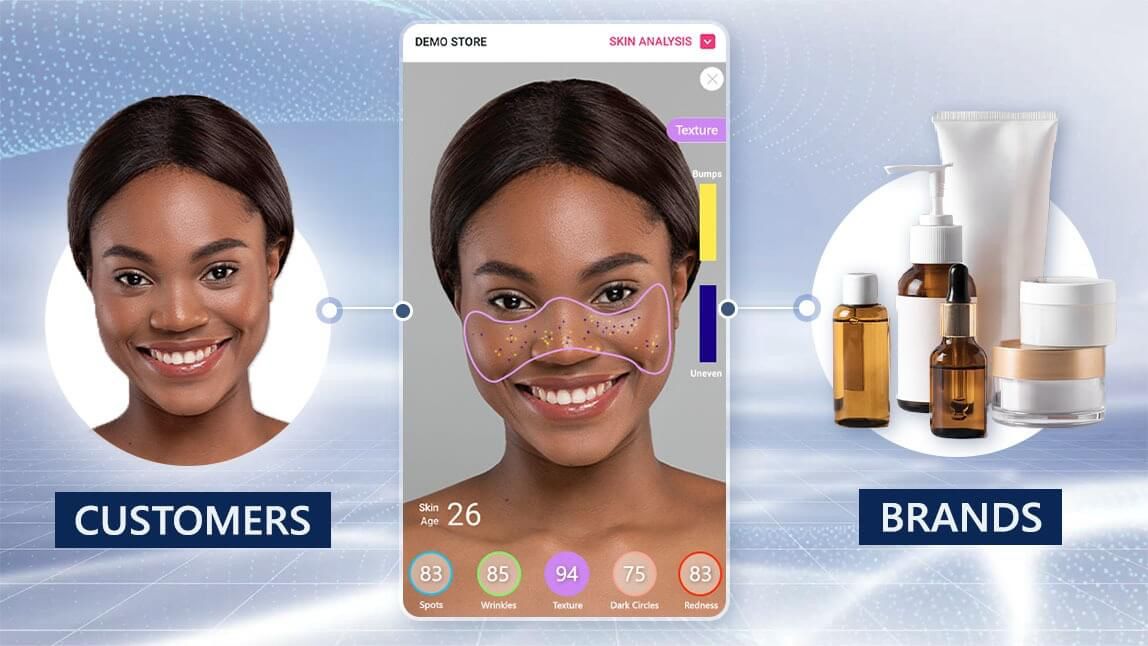 DEMO STORE
SKIN ANALYSIS
Texture
Bumps
Uneven
CUSTOMERS
BRANDS
Skin
Age
26
83
85
94
75
83
Spots
Wrinkles
Texture
Dark Circles
Redness